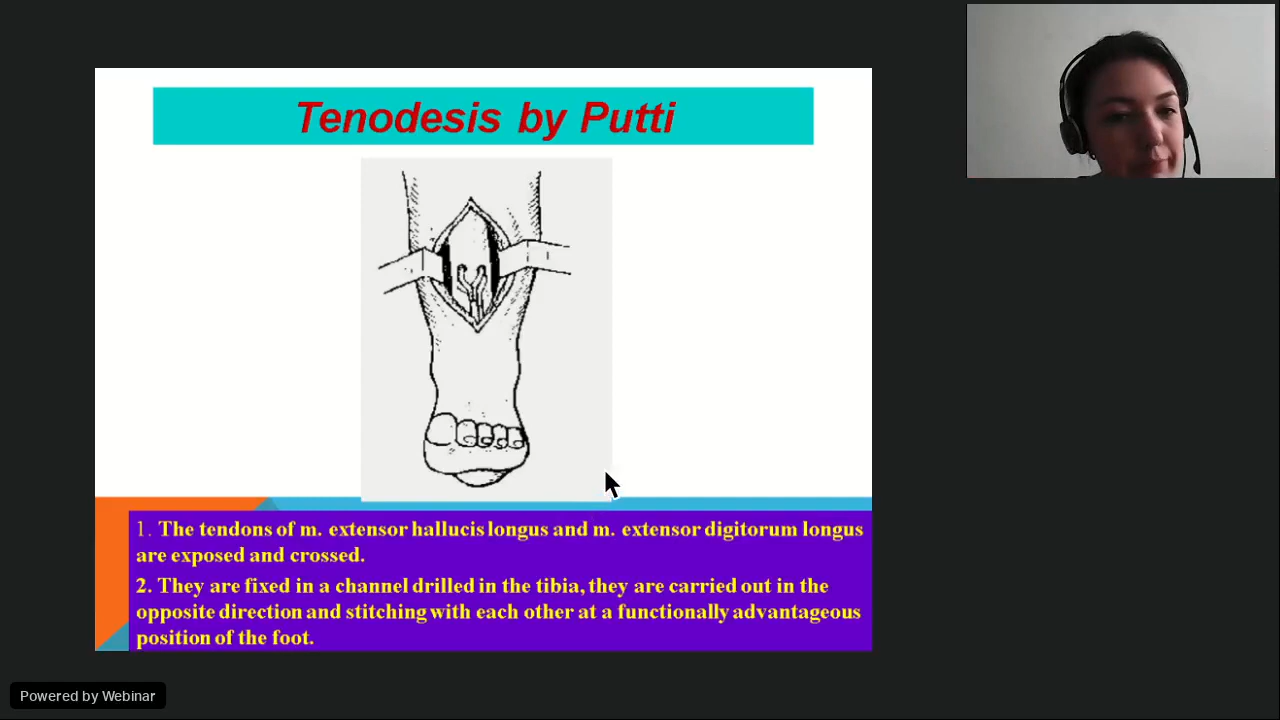 Tenodesis by Putti
1. The tendons of m. extensor hallucis longus and m. extensor digitorum longus
are exposed and crossed.
2. They are fixed in a channel drilled in the tibia, they are carried out in the
opposite direction and stitching with each other at a functionally advantageous
position of the foot.
Powered by Webinar